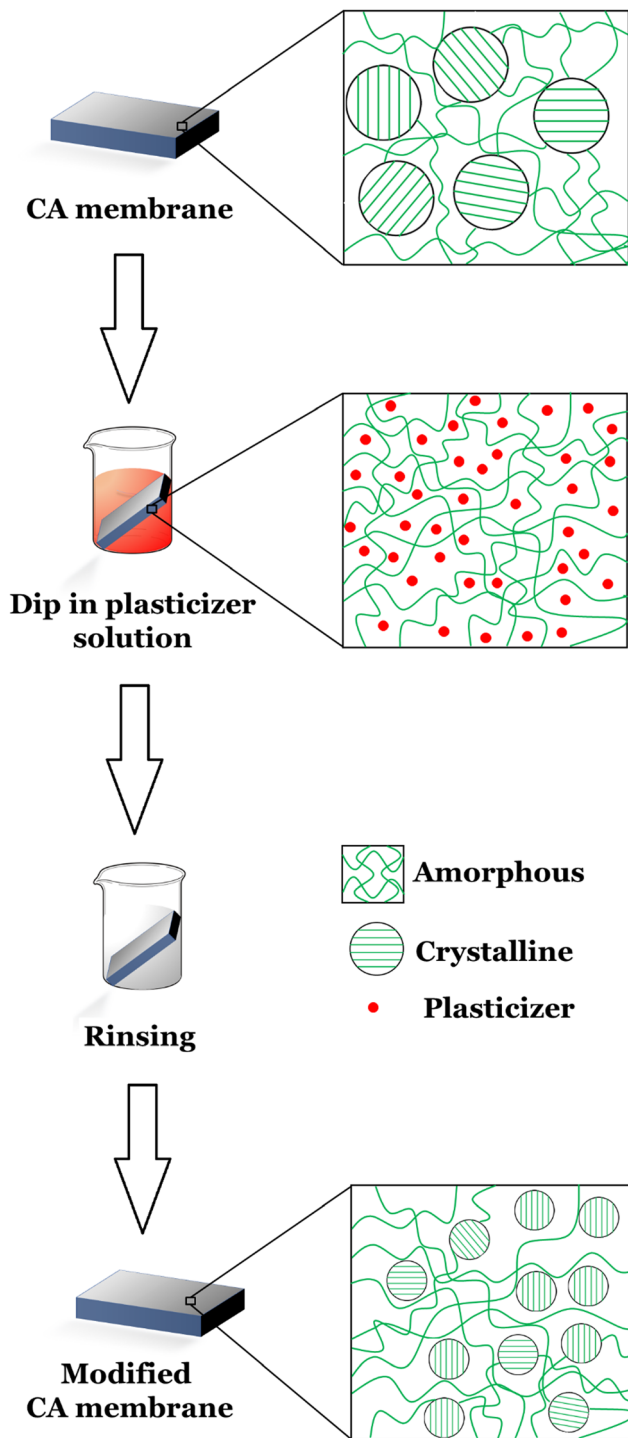 CA membrane
Dip in plasticizer
solution
Amorphous
Crystalline
Plasticizer
Rinsing
Modified
CA membrane